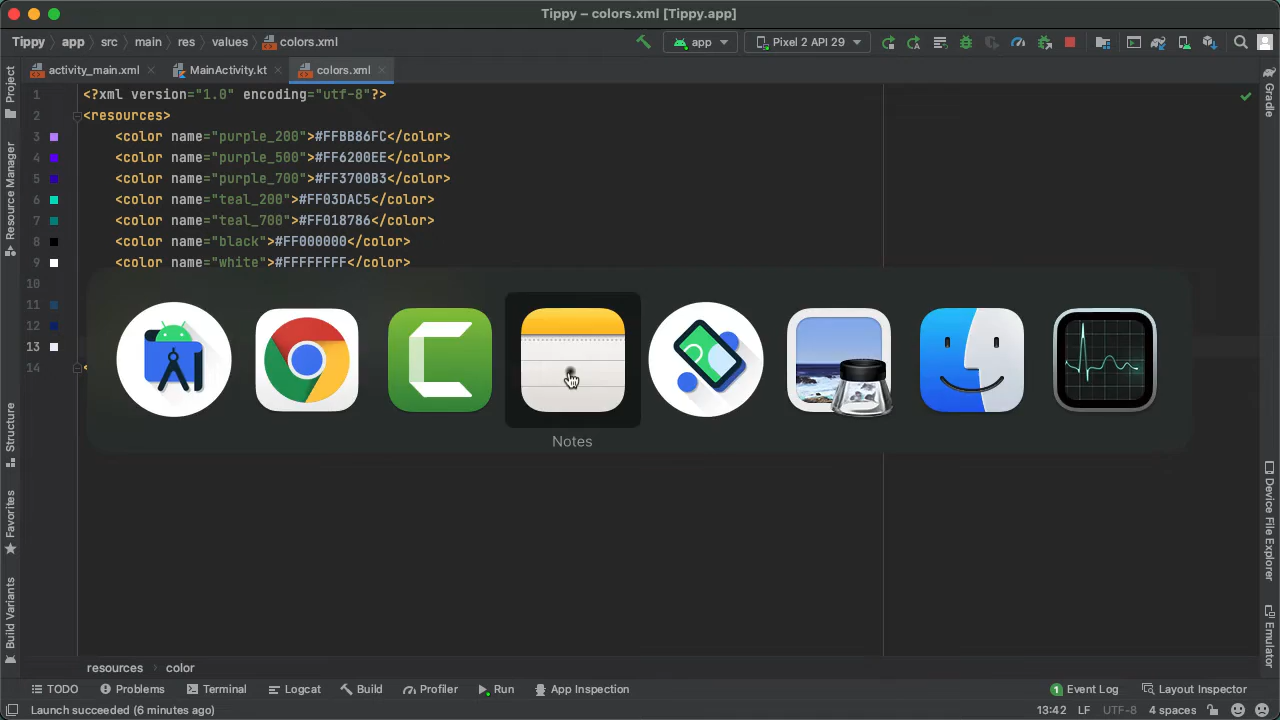 Tippy – colors.xml [Tippy.app]
Tippy app src main res values colors.xml app Pixel 2 API 29
activity_main.xml MainActivity.kt colors.xml
Project
Resource Manager
Structure
Favorites
Build Variants
1 <?xml version="1.0" encoding="utf-8"?>
2 <resources>
3 <color name="purple_200">#FFBB86FC</color>
4 <color name="purple_500">#FF6200EE</color>
5 <color name="purple_700">#FF3700B3</color>
6 <color name="teal_200">#FF03DAC5</color>
7 <color name="teal_700">#FF018786</color>
8 <color name="black">#FF000000</color>
9 <color name="white">#FFFFFFFF</color>
10
11
12
13
14 <
Notes
Gradle
Device File Explorer
Emulator
resources color
TODO Problems Terminal Logcat Build Profiler Run App Inspection 1 Event Log Layout Inspector
Launch succeeded (6 minutes ago) 13:42 LF UTF-8 4 spaces